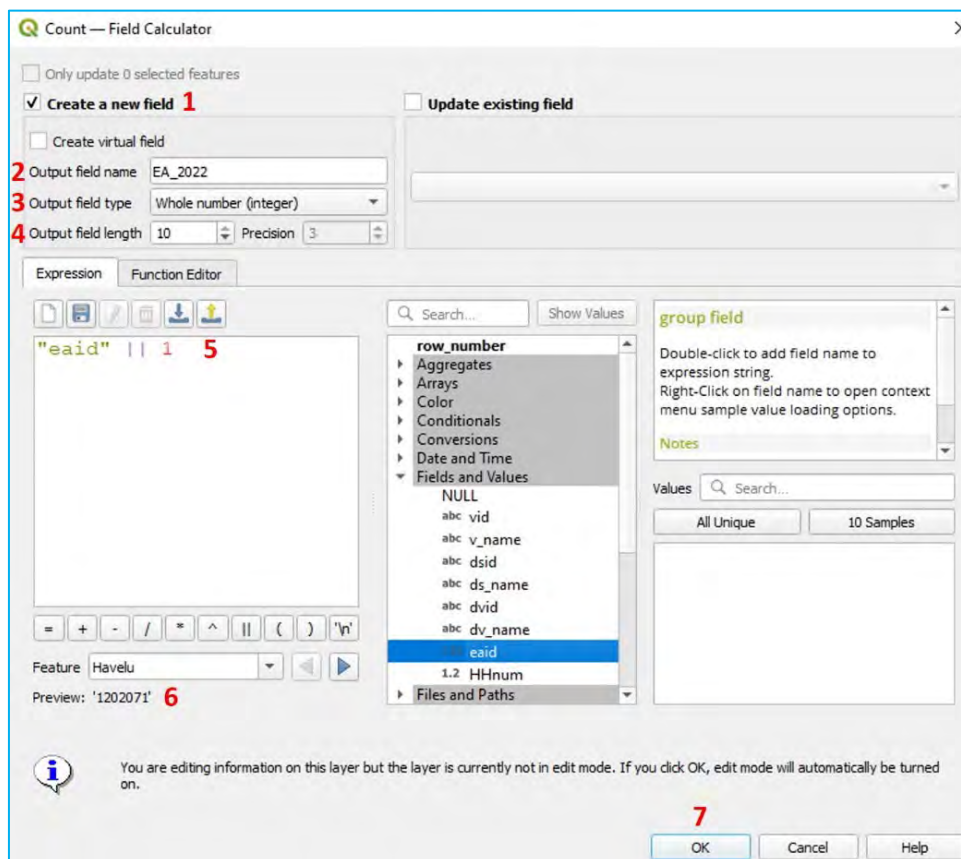 Count — Field Calculator
Only update 0 selected features
Create a new field 1
Update existing field
Create virtual field
2 Output field name EA_2022
3 Output field type Whole number (integer)
4 Output field length 10 Precision 3
Expression Function Editor
Search... Show Values
"eaid" || 1 5
row_number
Aggregates
Arrays
Color
Conditionals
Conversions
Date and Time
Fields and Values
NULL
abc vid
abc v_name
abc dsid
abc ds_name
abc dvid
abc dv_name
eaid
1.2 HHnum
Files and Paths
group field
Double-click to add field name to
expression string.
Right-Click on field name to open context
menu sample value loading options.
Notes
Values Search...
All Unique 10 Samples
= + - / * ^ || ( ) '\n'
Feature Havelu
Preview: '1202071' 6
You are editing information on this layer but the layer is currently not in edit mode. If you click OK, edit mode will automatically be turned
on.
7
OK Cancel Help